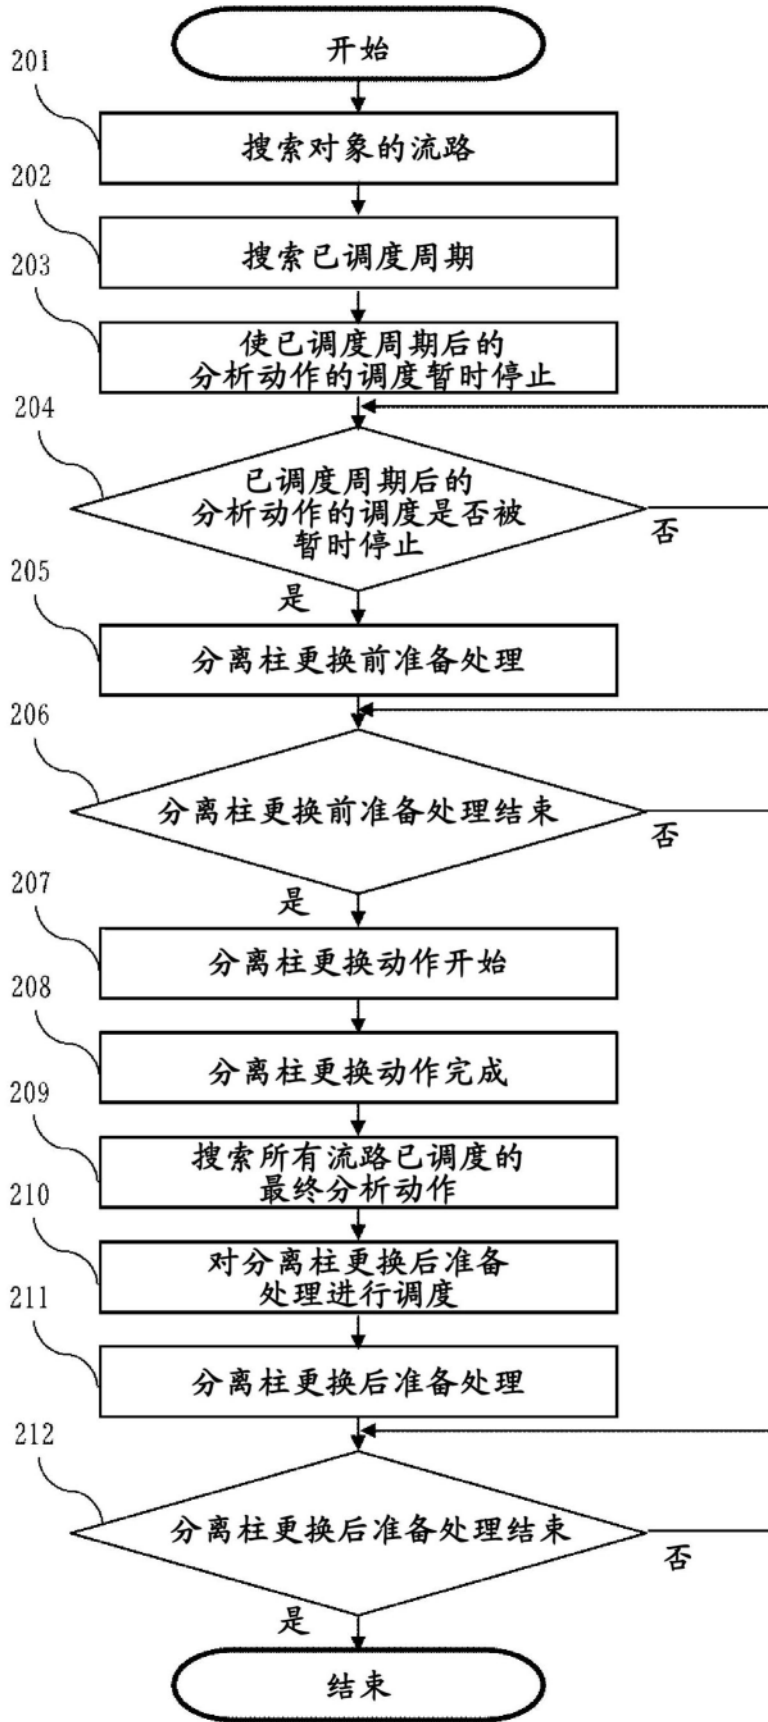 开始
201
搜索对象的流路
202
搜索已调度周期
203
使已调度周期后的
分析动作的调度暂时停止
204
已调度周期后的
分析动作的调度是否被
暂时停止
否
是
205
分离柱更换前准备处理
206
分离柱更换前准备处理结束
否
是
207
分离柱更换动作开始
208
分离柱更换动作完成
209
搜索所有流路已调度的
最终分析动作
210
对分离柱更换后准备
处理进行调度
211
分离柱更换后准备处理
212
分离柱更换后准备处理结束
否
是
结束